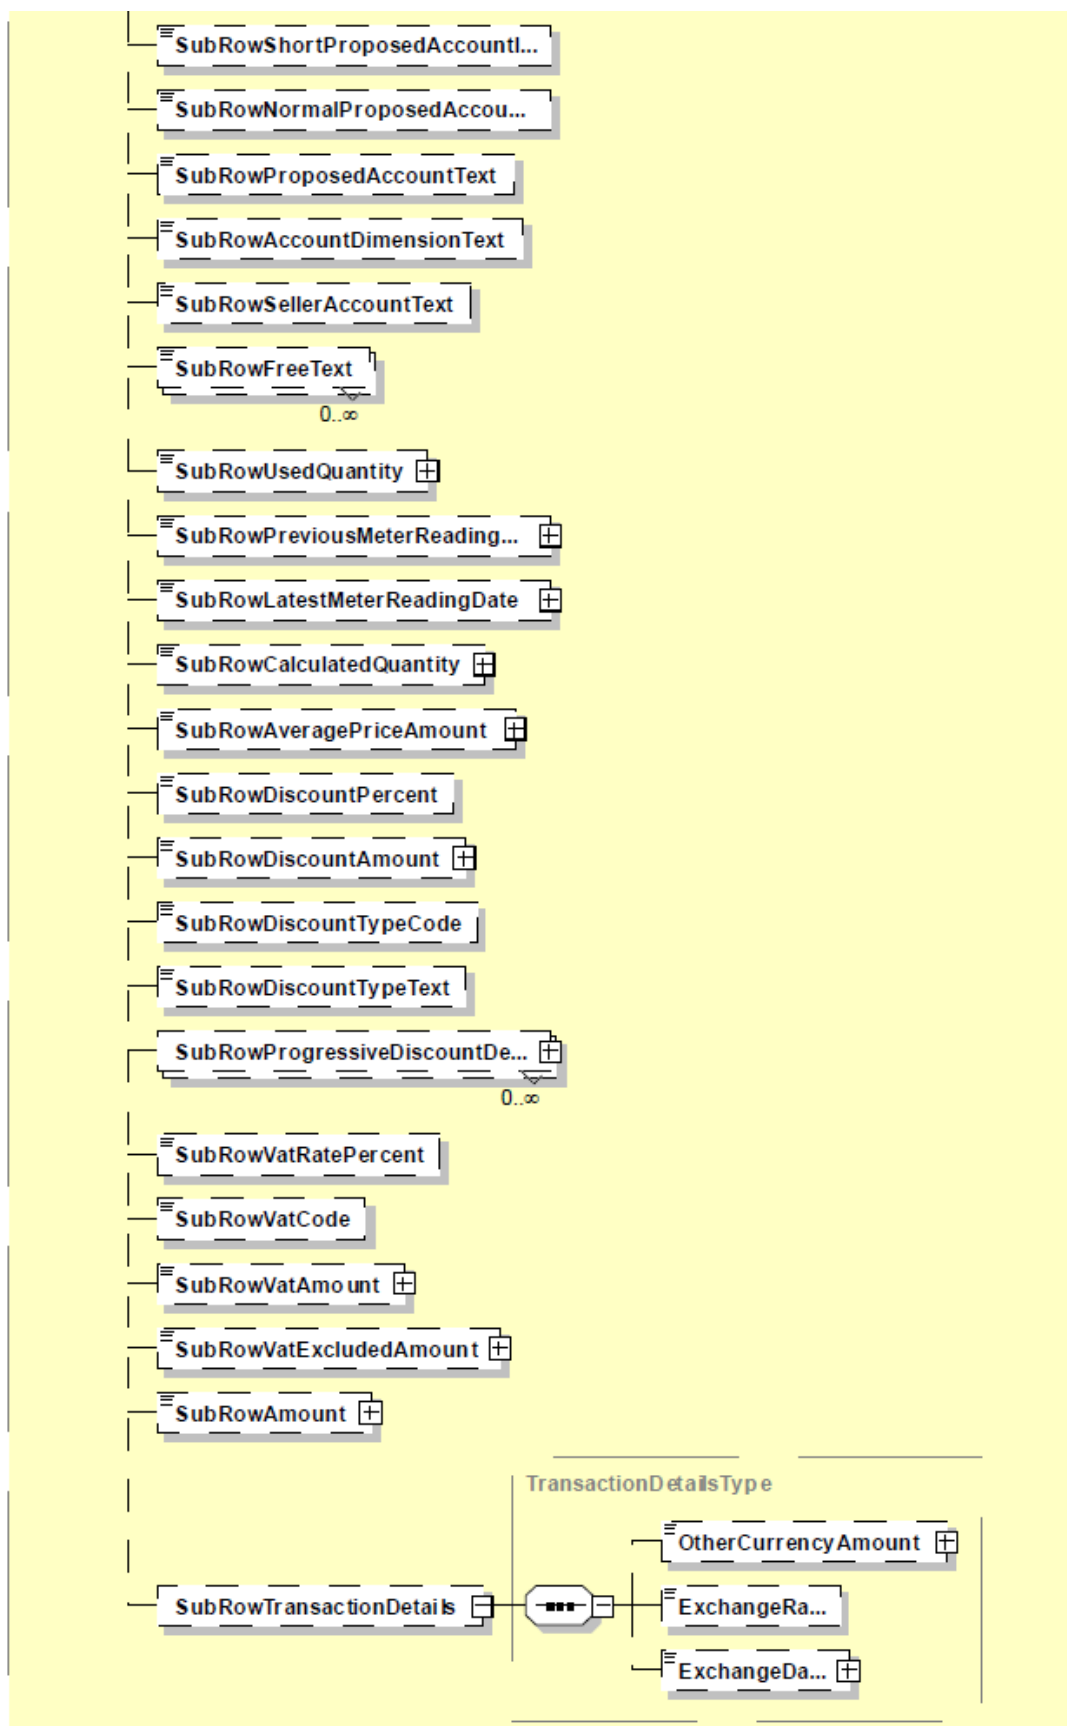 SubRowShortProposedAccountI...
SubRowNormalProposedAccou...
SubRowProposedAccountText
SubRowAccountDimensionText
SubRowSellerAccountText
SubRowFreeText
0..∞
SubRowUsedQuantity
SubRowPreviousMeterReading...
SubRowLatestMeterReadingDate
SubRowCalculatedQuantity
SubRowAveragePriceAmount
SubRowDiscountPercent
SubRowDiscountAmount
SubRowDiscountTypeCode
SubRowDiscountTypeText
SubRowProgressiveDiscountDe...
0..∞
SubRowVatRatePercent
SubRowVatCode
SubRowVatAmount
SubRowVatExcludedAmount
SubRowAmount
TransactionDetailsType
OtherCurrencyAmount
SubRowTransactionDetails
ExchangeRa...
ExchangeDa...